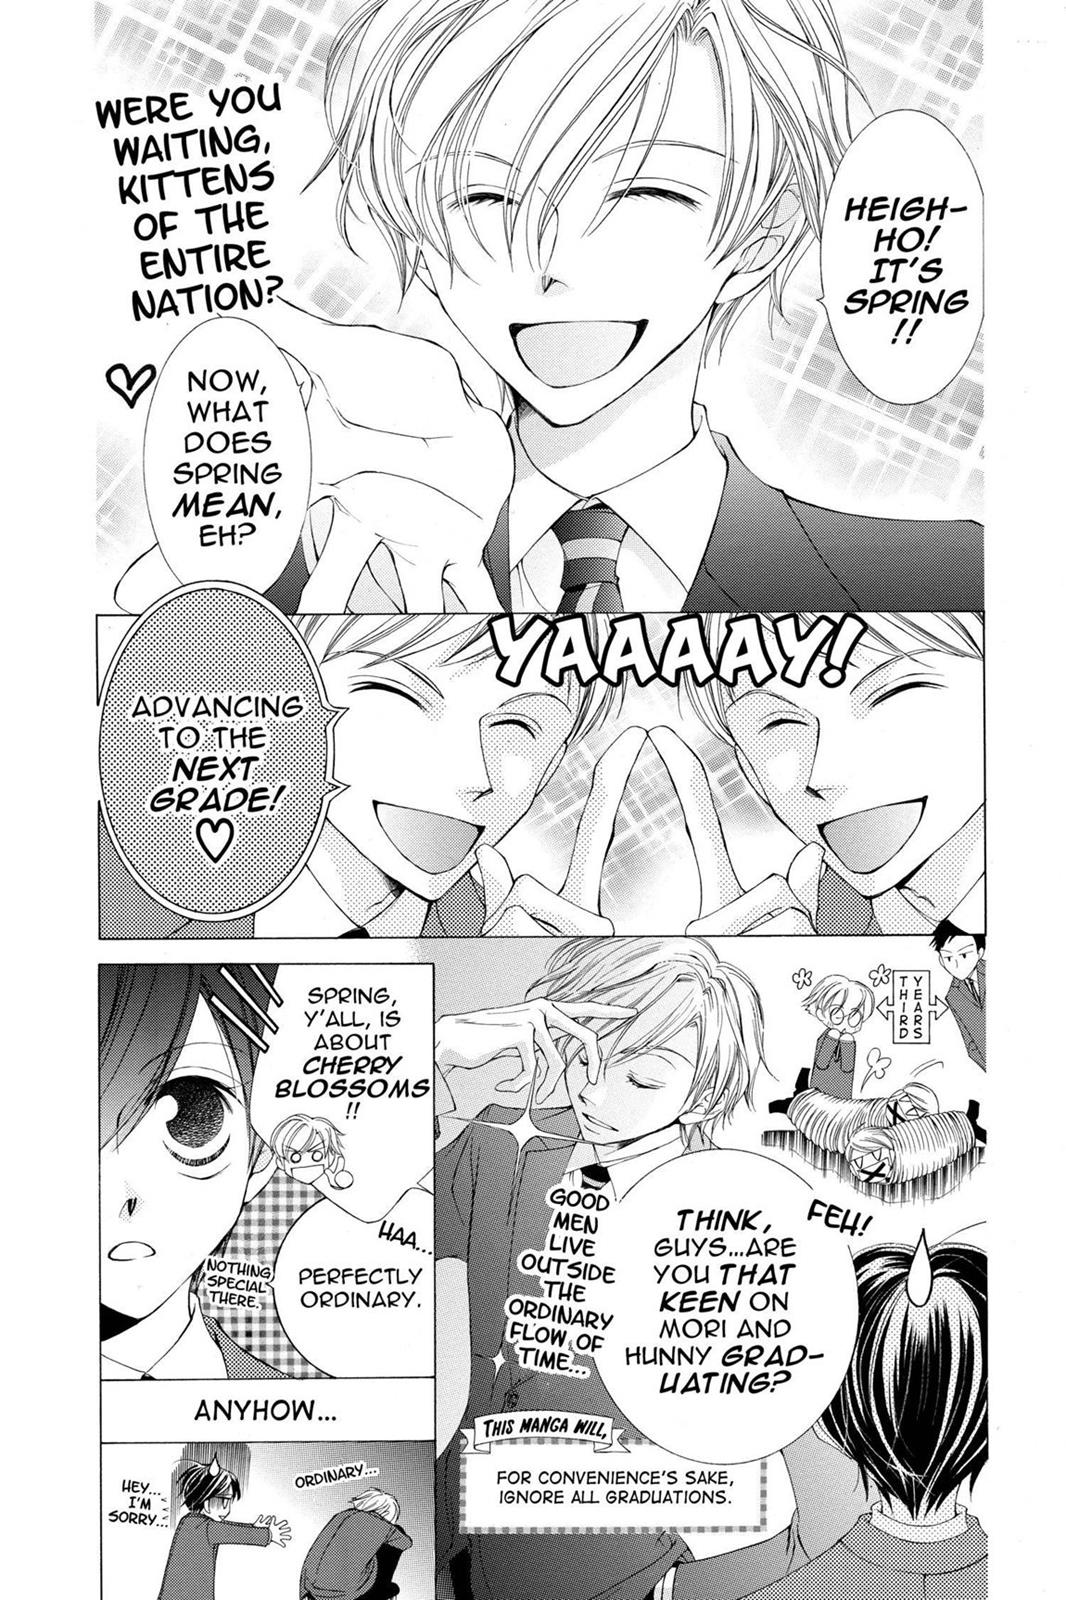 HEIGH-
HO!
IT'S
SPRING
!!
WERE YOU
WAITING,
KITTENS
OF THE
ENTIRE
NATION?
NOW,
WHAT
DOES
SPRING
MEAN,
EH?
YAAAAAY!
ADVANCING
TO THE
NEXT
GRADE!
THIRD
YEARS
FEH!
THINK,
GUYS...ARE
YOU THAT
KEEN ON
MORI AND
HUNNY GRAD-
UATING?
GOOD
MEN
LIVE
OUTSIDE
THE
ORDINARY
FLOW OF
TIME...
THIS MANGA WILL,
FOR CONVENIENCE'S SAKE,
IGNORE ALL GRADUATIONS.
SPRING,
Y'ALL, IS
ABOUT
CHERRY
BLOSSOMS
!!
HAA...
PERFECTLY
ORDINARY.
NOTHING
SPECIAL
THERE.
ANYHOW...
ORDINARY...
HEY...
I'M
SORRY...